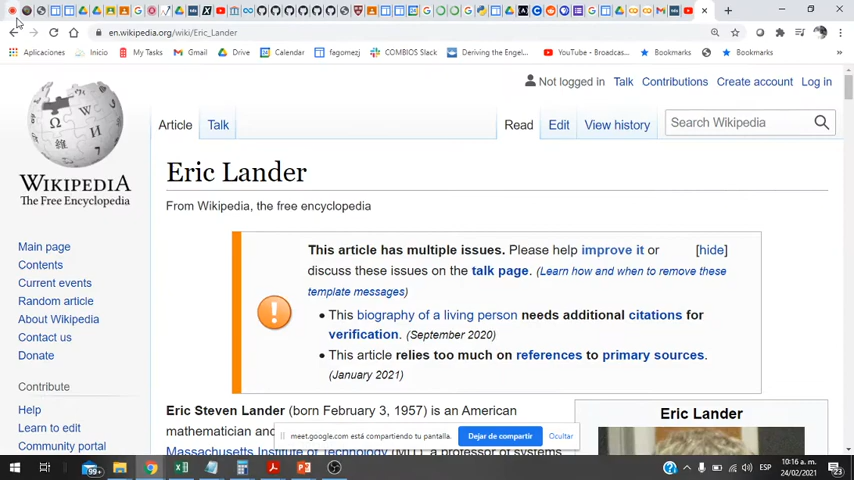 en.wikipedia.org/wiki/Eric_Lander
Aplicaciones
Inicio
My Tasks
Gmail
Drive
Calendar
fagomezj
COMBIOS Slack
Deriving the Engel...
YouTube - Broadcas...
Bookmarks
Bookmarks
Not logged in Talk Contributions Create account Log in
Article Talk
Read Edit View history
Search Wikipedia
WIKIPEDIA
The Free Encyclopedia
Main page
Contents
Current events
Random article
About Wikipedia
Contact us
Donate
Contribute
Help
Learn to edit
Community portal
Eric Lander
From Wikipedia, the free encyclopedia
This article has multiple issues. Please help improve it or [hide]
discuss these issues on the talk page. (Learn how and when to remove these
template messages)
• This biography of a living person needs additional citations for
verification. (September 2020)
• This article relies too much on references to primary sources.
(January 2021)
Eric Steven Lander (born February 3, 1957) is an American
mathematician and
Massachusetts Institute of Technology (MIT), a professor of systems
Eric Lander
meet.google.com está compartiendo tu pantalla.
Dejar de compartir
Ocultar
99+
ESP
10:16 a. m.
24/02/2021
23